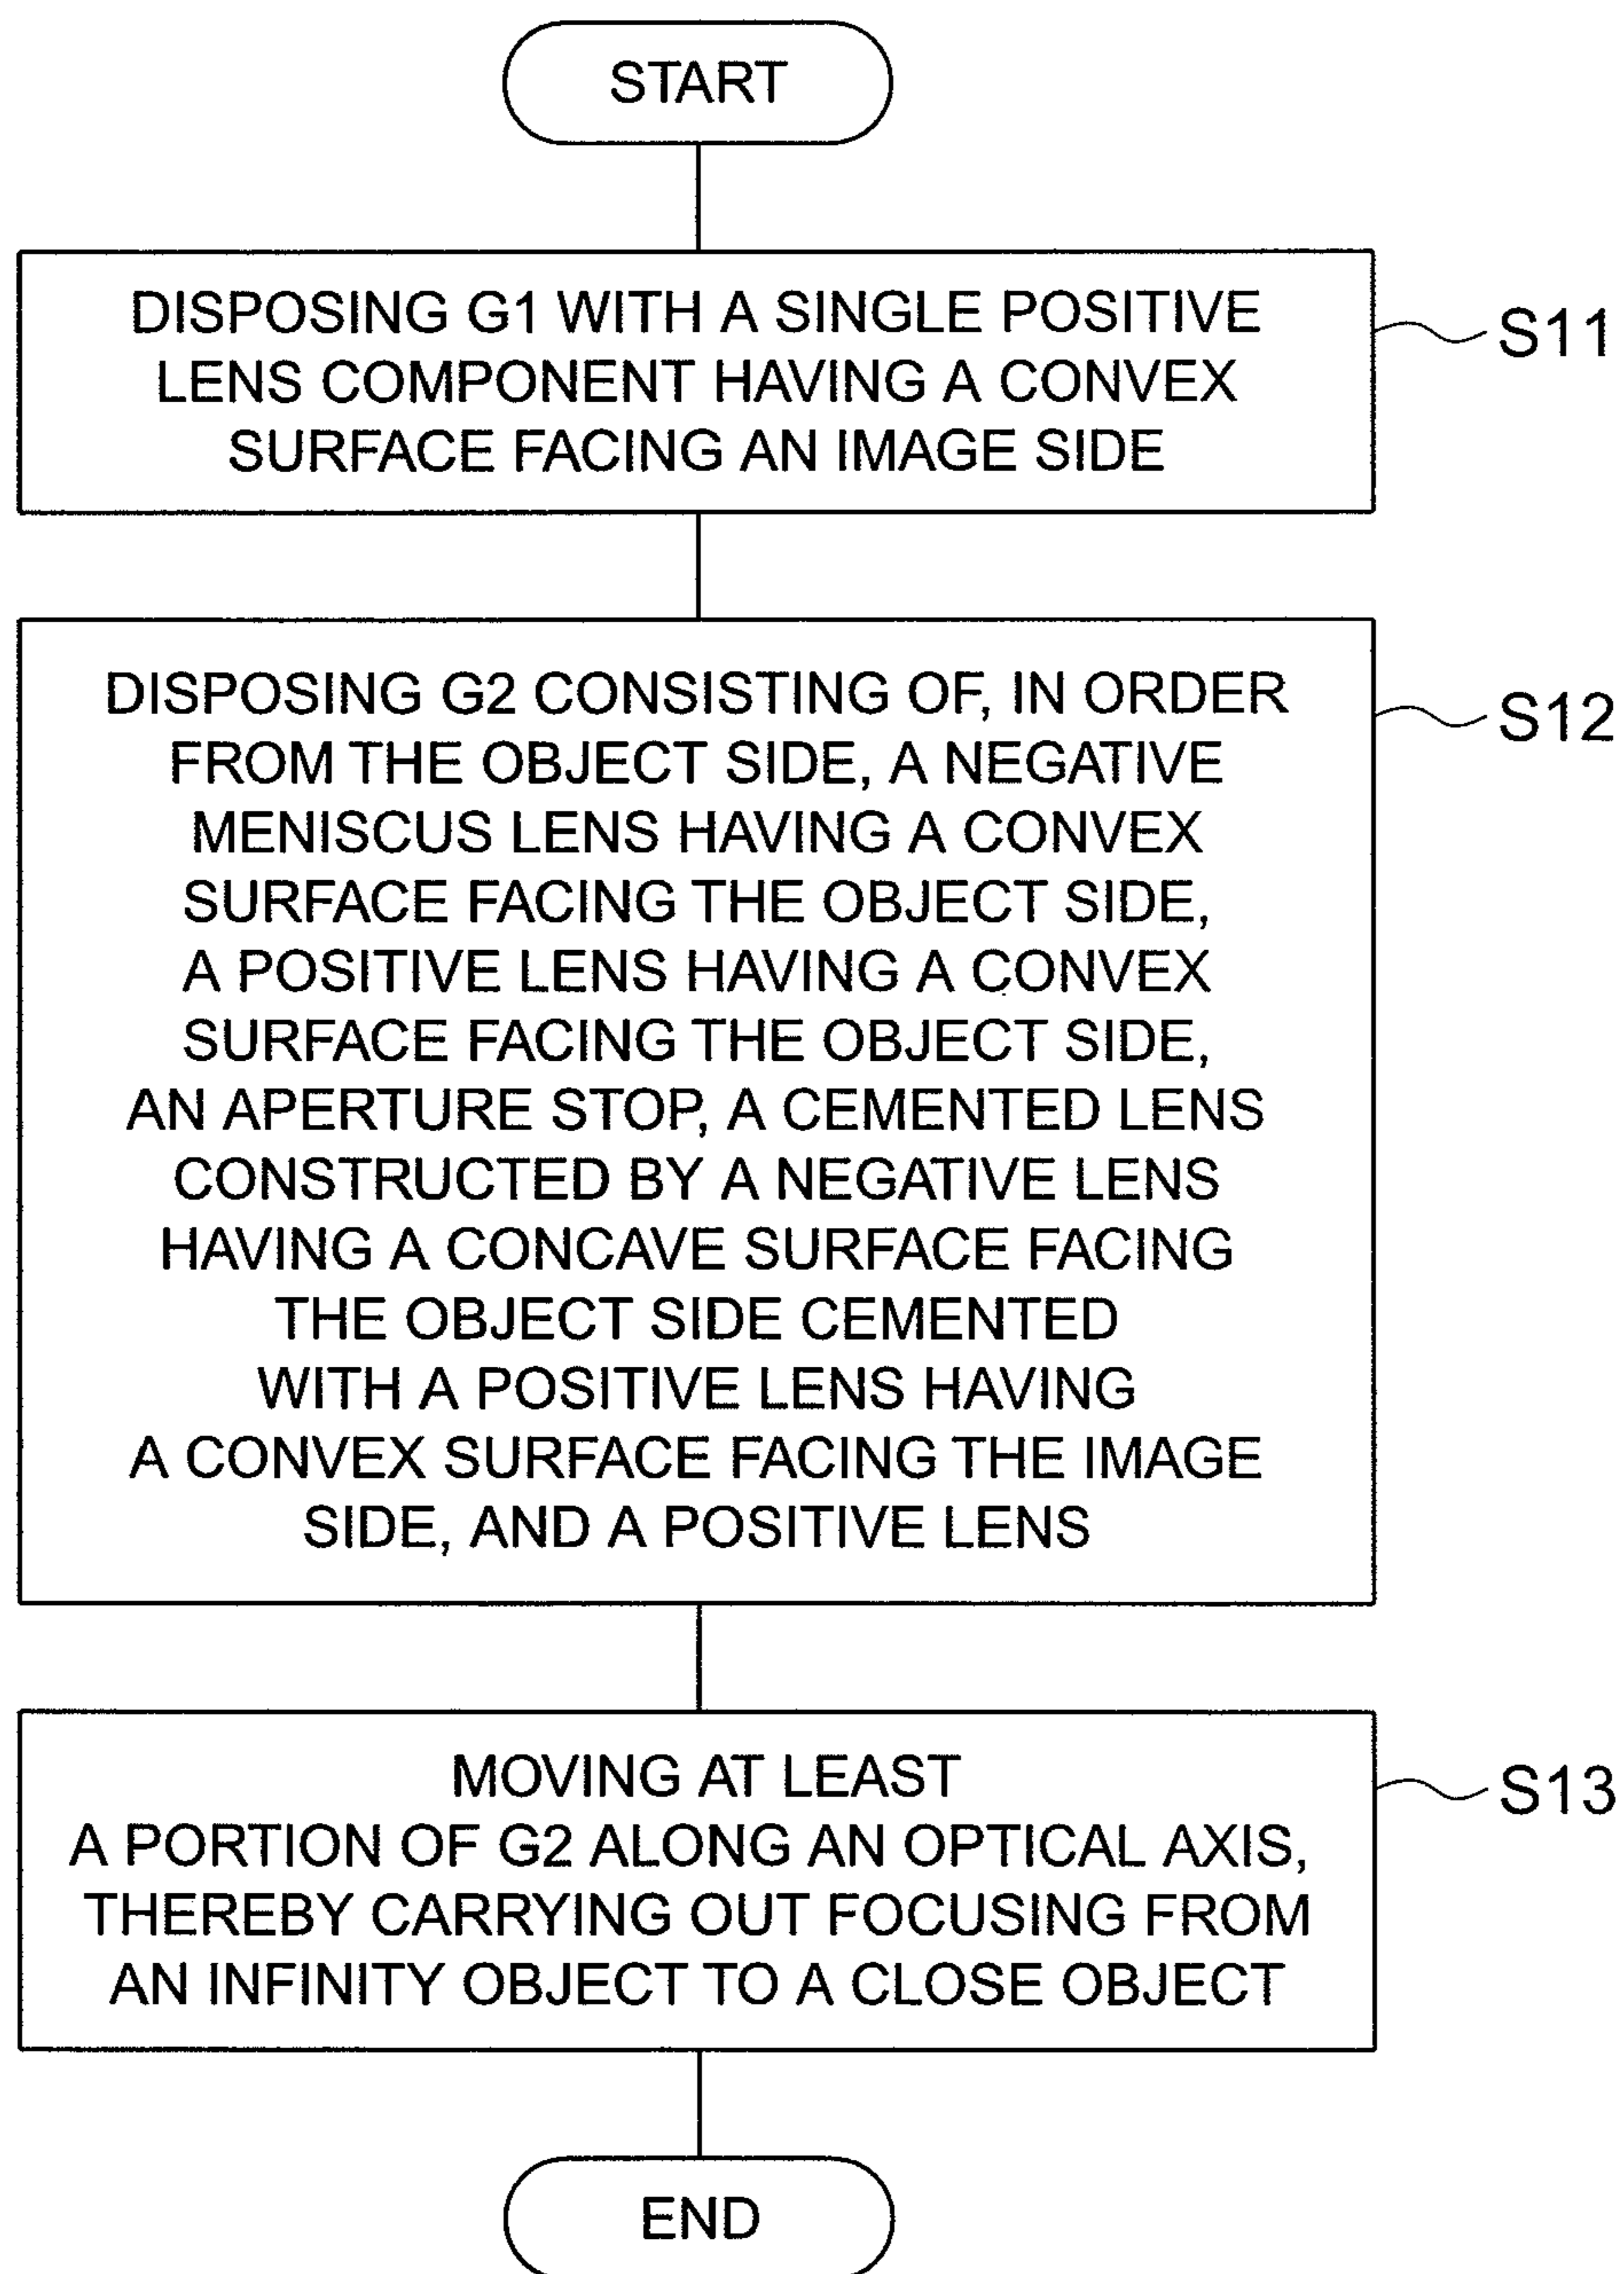 START
DISPOSING G1 WITH A SINGLE POSITIVE
LENS COMPONENT HAVING A CONVEX
SURFACE FACING AN IMAGE SIDE
S11
DISPOSING G2 CONSISTING OF, IN ORDER
FROM THE OBJECT SIDE, A NEGATIVE
MENISCUS LENS HAVING A CONVEX
SURFACE FACING THE OBJECT SIDE,
A POSITIVE LENS HAVING A CONVEX
SURFACE FACING THE OBJECT SIDE,
AN APERTURE STOP, A CEMENTED LENS
CONSTRUCTED BY A NEGATIVE LENS
HAVING A CONCAVE SURFACE FACING
THE OBJECT SIDE CEMENTED
WITH A POSITIVE LENS HAVING
A CONVEX SURFACE FACING THE IMAGE
SIDE, AND A POSITIVE LENS
S12
MOVING AT LEAST
A PORTION OF G2 ALONG AN OPTICAL AXIS,
THEREBY CARRYING OUT FOCUSING FROM
AN INFINITY OBJECT TO A CLOSE OBJECT
S13
END